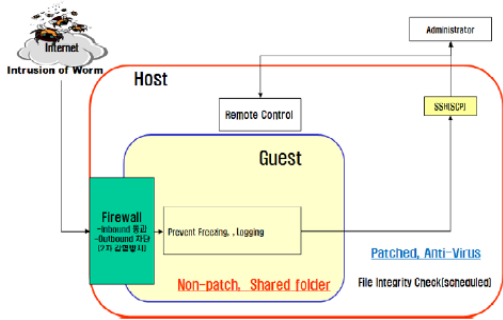 Internet
Intrusion of Worm
Administrator
Host
Remote Control
SSH(SCP)
Guest
Firewall
-Inbound 통과
-Outbound 차단
(2차 감염방지)
Prevent Freezing, , logging
Patched, Anti-Virus
Non-patch, Shared folder
File Integrity Check(scheduled)